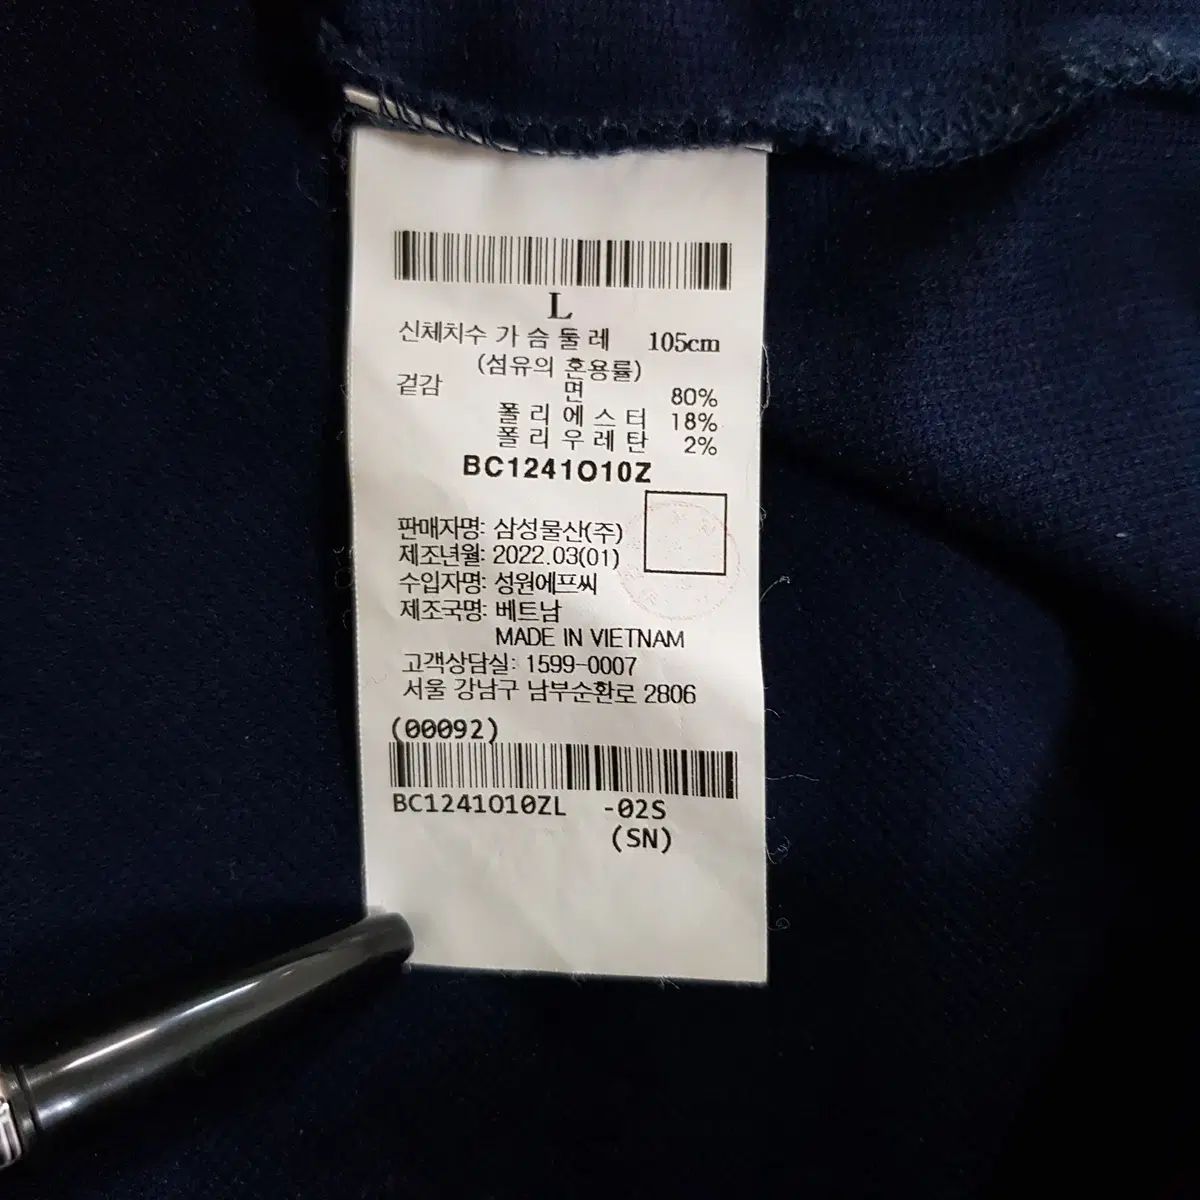 L
신체치수 가 슴 둘 레 105cm
(섬유의 혼용률)
겉감 면 80%
폴 리 에 스 터 18%
폴 리 우 레 탄 2%
BC1241O10Z
판매자명: 삼성물산(주)
제조년월: 2022.03(01)
수입자명: 성원에프씨
제조국명: 베트남
MADE IN VIETNAM
고객상담실: 1599-0007
서울 강남구 남부순환로 2806
(00092)
BC1241O10ZL -02S
(SN)